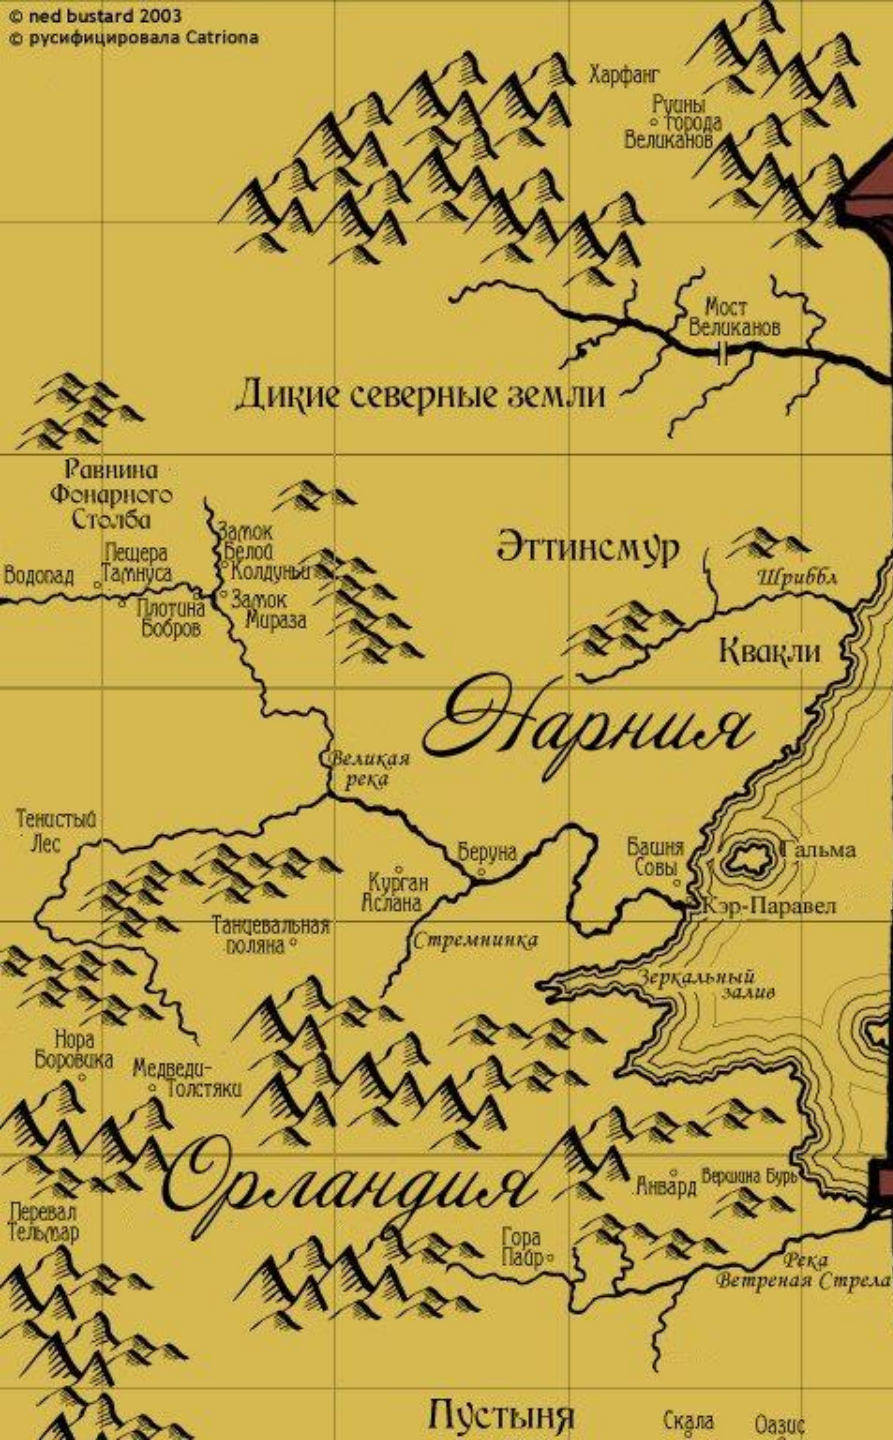 © ned bustard 2003
© русифицировала Catriona
Харфанг
Руины
города
Великанов
Мост
Великанов
Дикие северные земли
Равнина
Фонарного
Столба
Замок
Белой
Колдуньи
Эттинсмур
Водопад
Пещера
Тамнуса
Шриббл
Плотина
Бобров
Замок
Мираза
Квакли
Нарния
Великая
река
Тенистый
Лес
Беруна
Башня
Совы
Гальма
Курган
Аслана
Кэр-Паравел
Танцевальная
поляна
Стремнинка
Зеркальный
залив
Нора
Боровика
Медведи-
Толстяки
Орландия
Анвард
Вершина Бурь
Перевал
Тельмар
Гора
Пайр
Река
Ветреная Стрела
Пустыня
Скала
Оазис